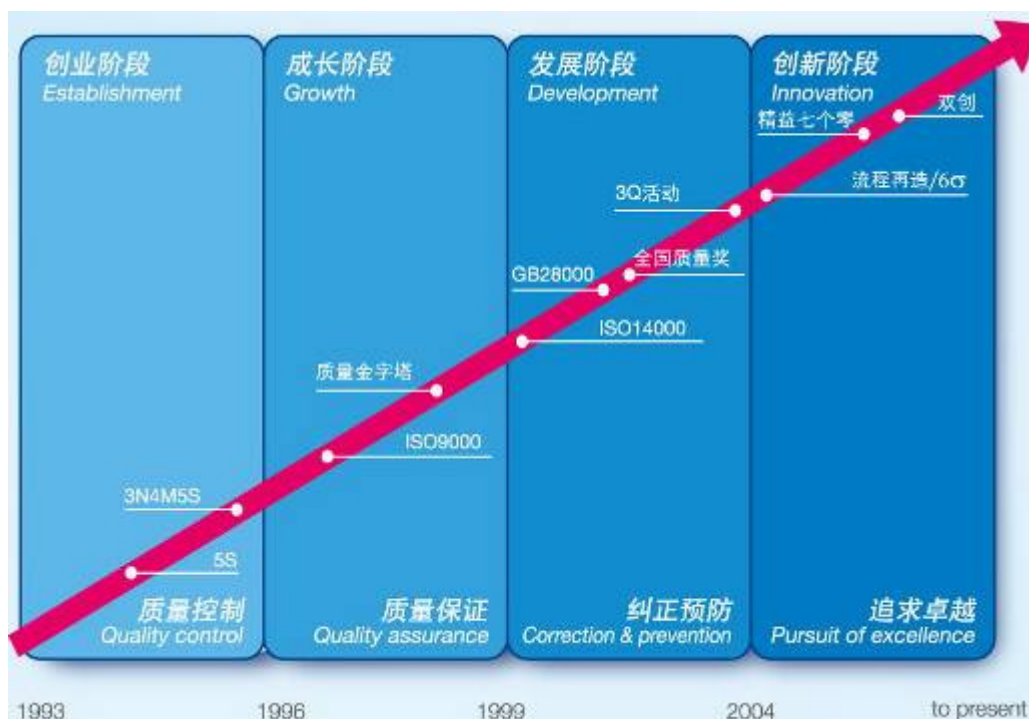 创业阶段
Establishment
成长阶段
Growth
发展阶段
Development
创新阶段
Innovation
双创
精益七个零
流程再造/6σ
3Q活动
全国质量奖
GB28000
ISO14000
质量金字塔
ISO9000
3N4M5S
5S
质量控制
Quality control
质量保证
Quality assurance
纠正预防
Correction & prevention
追求卓越
Pursuit of excellence
1993
1996
1999
2004
to present